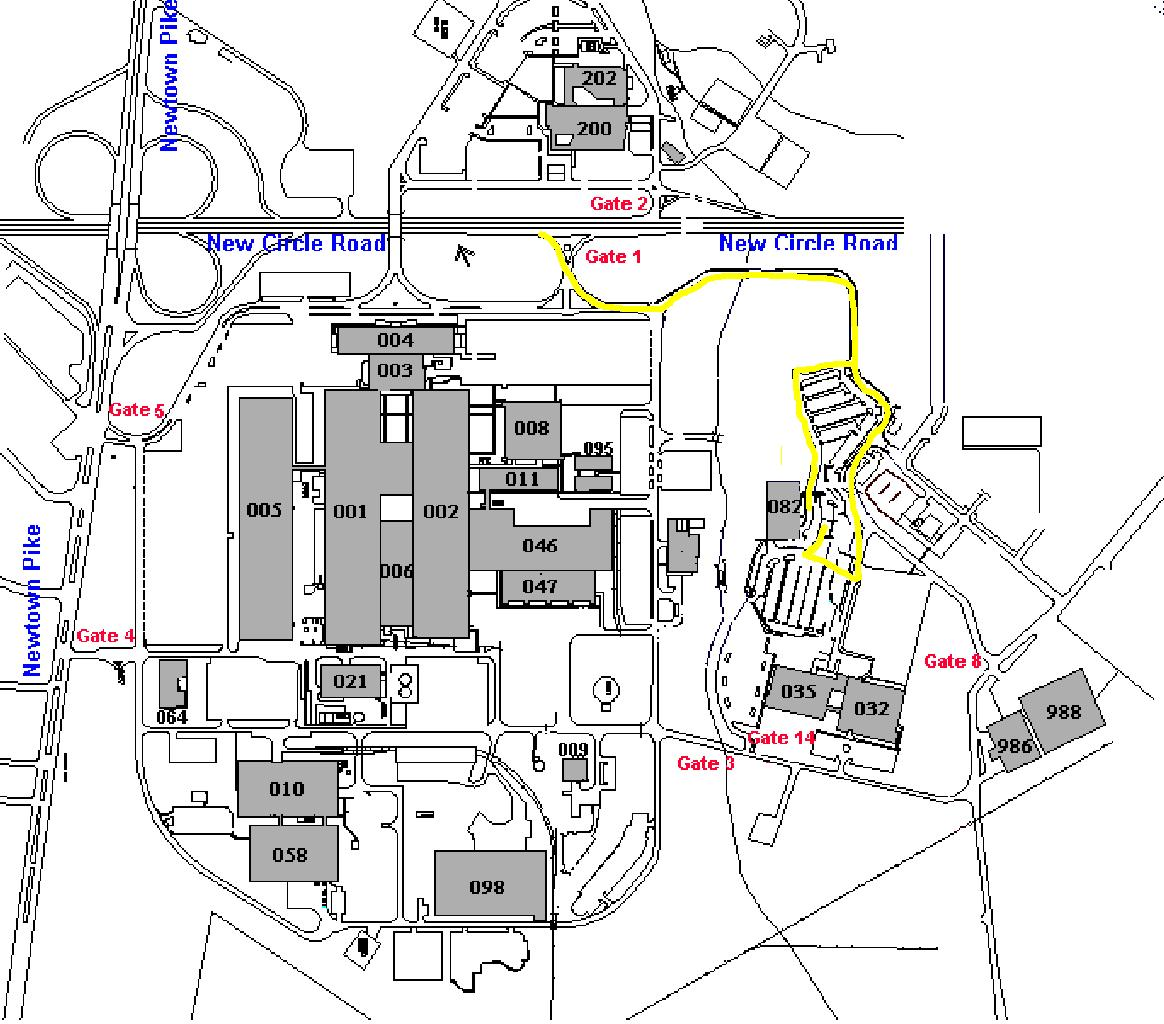 Newtown Pike
202
200
Gate 2
New Circle Road
New Circle Road
Gate 1
004
003
Gate 5
008
095
011
005
001
002
082
046
006
047
Newtown Pike
Gate 4
Gate 8
021
035
032
988
064
986
Gate 14
009
Gate 3
010
058
098